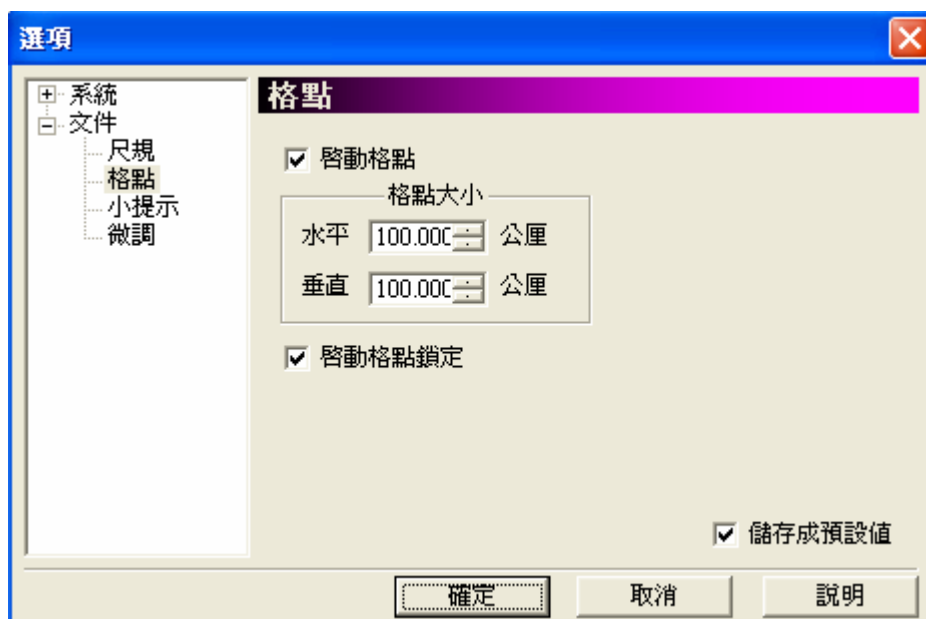 選項
系統
文件
尺規
格點
小提示
微調
格點
啓動格點
格點大小
水平 100.000 公厘
垂直 100.000 公厘
啓動格點鎖定
儲存成預設值
確定 取消 說明